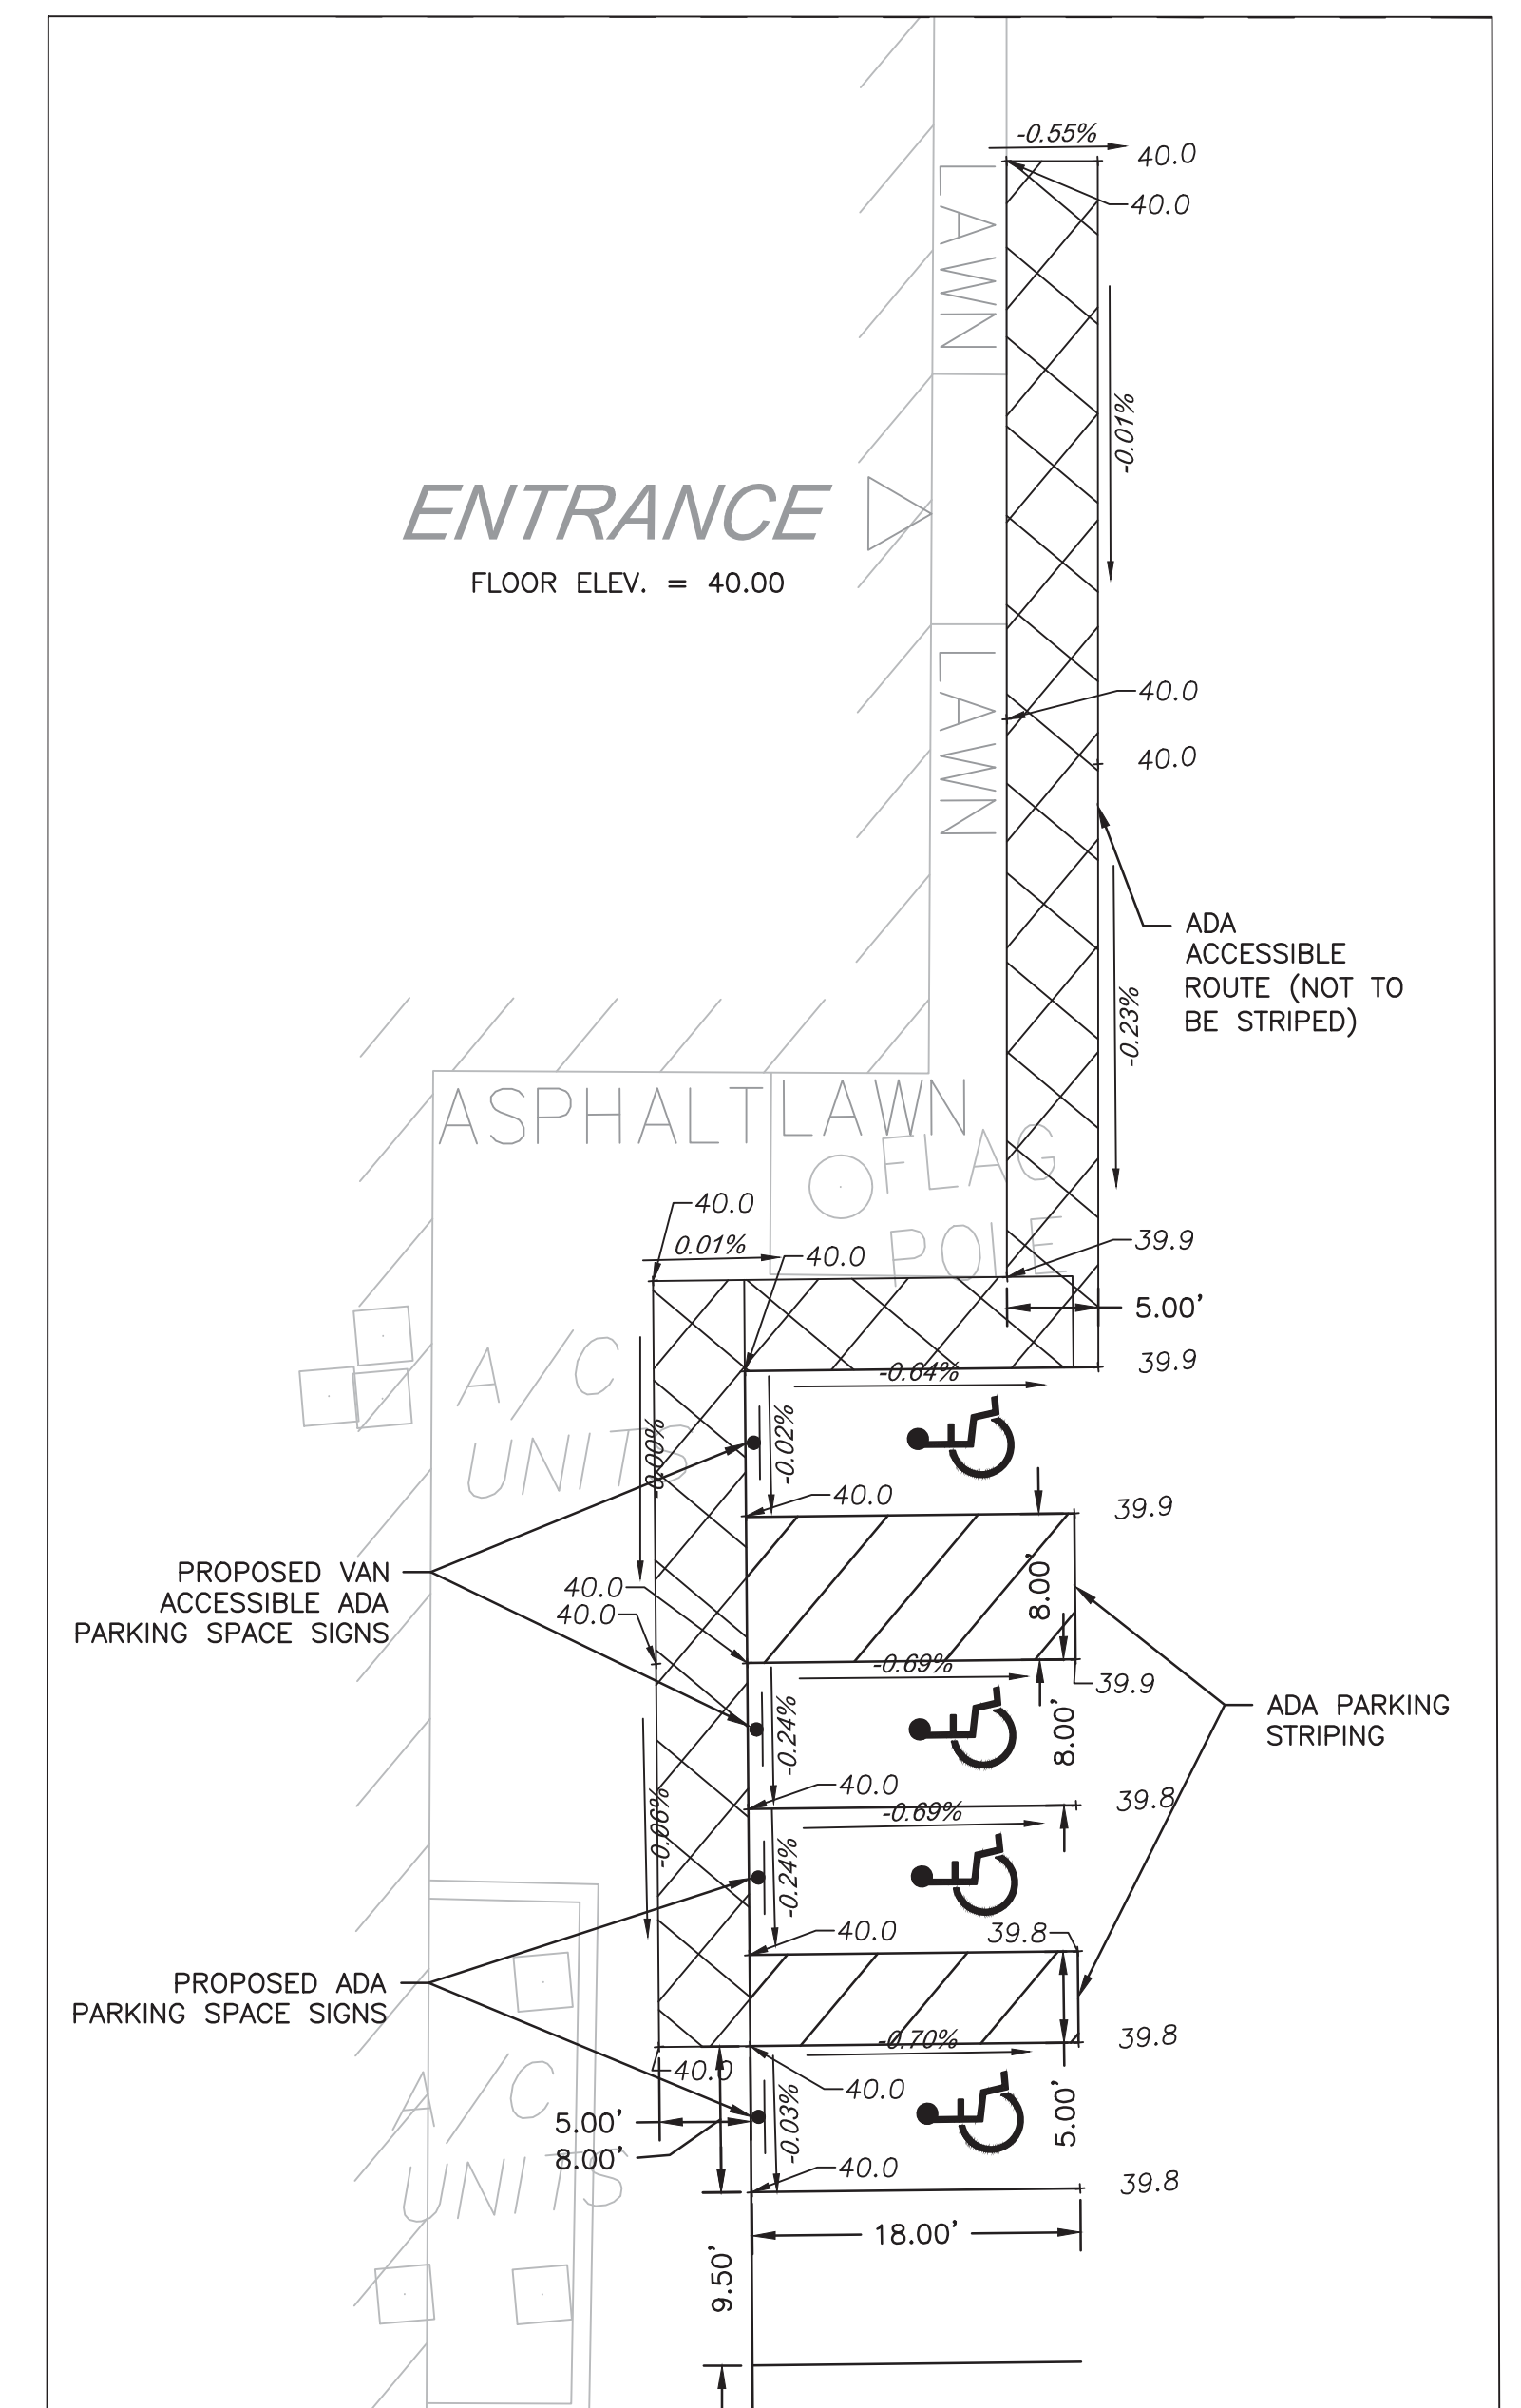 -0.55%
40.0
40.0
LAWN
-0.01%
ENTRANCE
FLOOR ELEV. = 40.00
LAWN
40.0
40.0
ADA
ACCESSIBLE
ROUTE (NOT TO
BE STRIPED)
-0.23%
ASPHALT
LAWN
FLAG
POLE
40.0
0.01%
40.0
39.9
5.00'
39.9
-0.64%
A/C
UNITS
-0.00%
-0.02%
40.0
39.9
PROPOSED VAN
ACCESSIBLE ADA
PARKING SPACE SIGNS
40.0
40.0
8.00'
-0.69%
39.9
ADA PARKING
STRIPING
-0.24%
8.00'
40.0
39.8
-0.69%
-0.06%
-0.24%
40.0
39.8
PROPOSED ADA
PARKING SPACE SIGNS
39.8
-0.70%
40.0
40.0
A/C
UNITS
5.00'
8.00'
-0.03%
5.00'
40.0
39.8
18.00'
9.50'